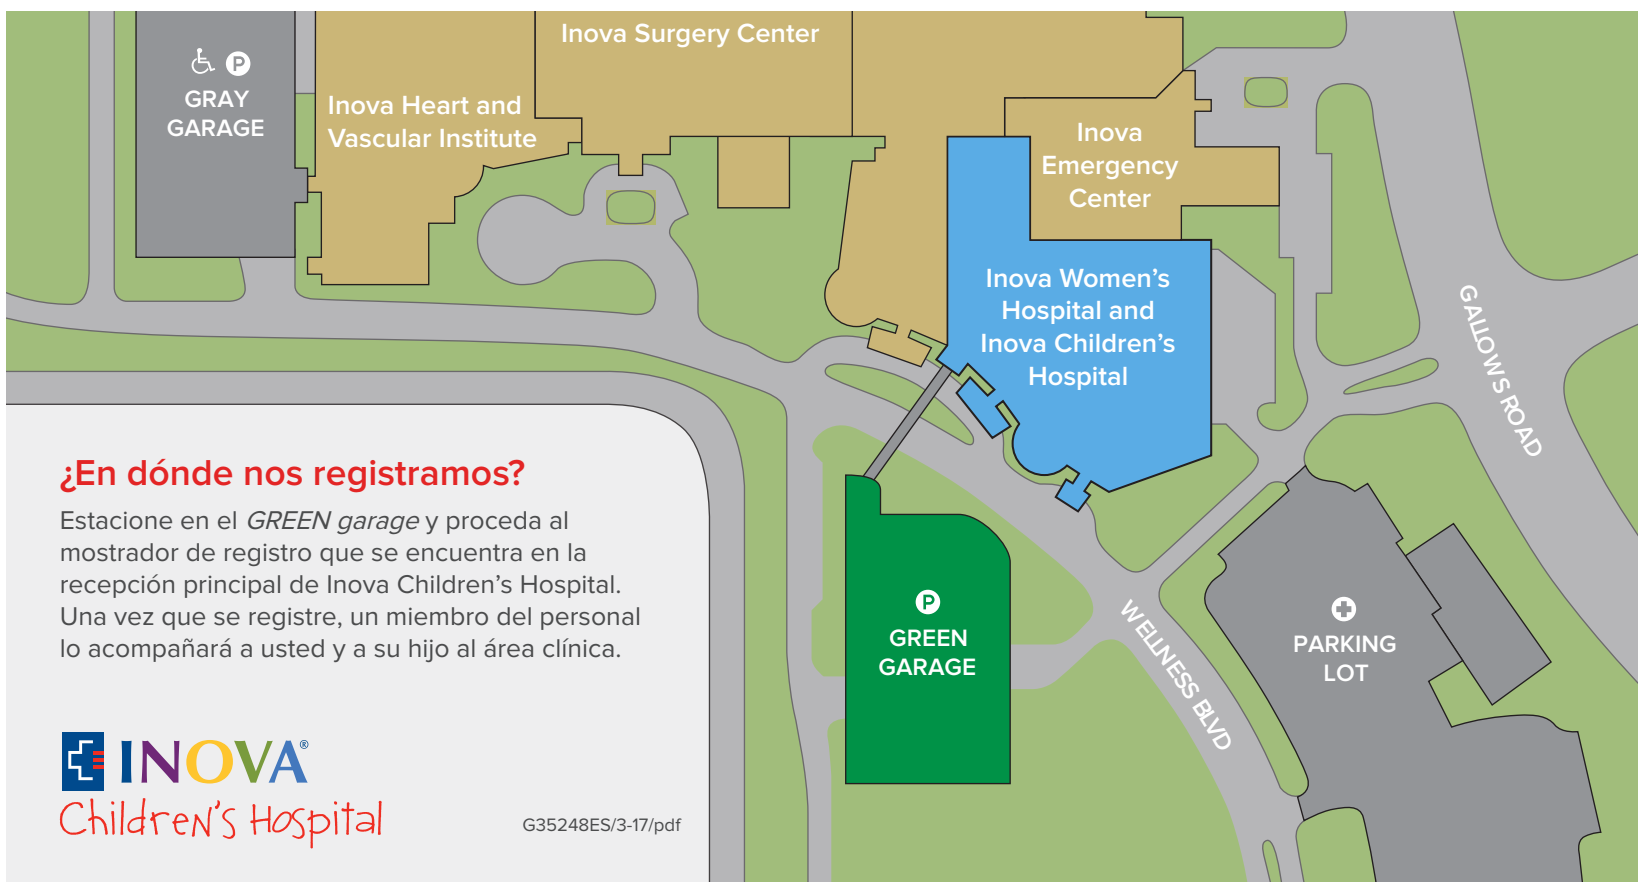 Inova Surgery Center
P
GRAY
GARAGE
Inova Heart and
Vascular Institute
Inova
Emergency
Center
Inova Women’s
Hospital and
Inova Children’s
Hospital
GALLOWS ROAD
¿En dónde nos registramos?
Estacione en el GREEN garage y proceda al
mostrador de registro que se encuentra en la
recepción principal de Inova Children’s Hospital.
Una vez que se registre, un miembro del personal
lo acompañará a usted y a su hijo al área clínica.
P
GREEN
GARAGE
WELLNESS BLVD
PARKING
LOT
INOVA®
Children's Hospital
G35248ES/3-17/pdf